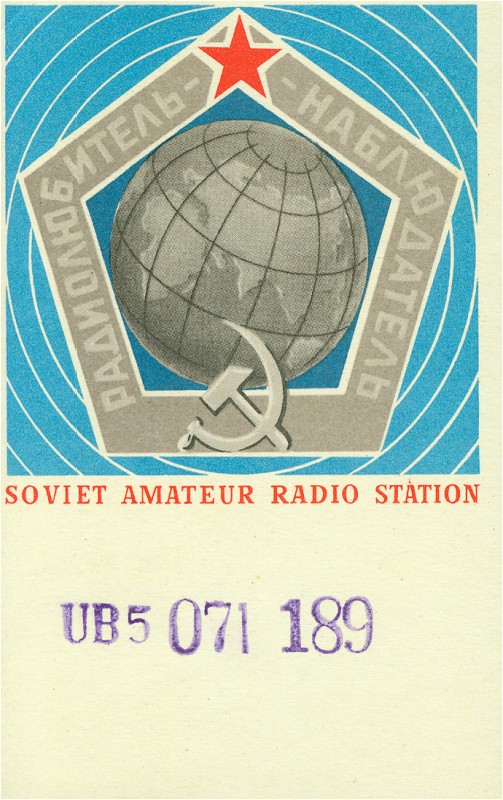 РАДИОЛЮБИТЕЛЬ-
-НАБЛЮДАТЕЛЬ
SOVIET AMATEUR RADIO STATION
UB5 071 189